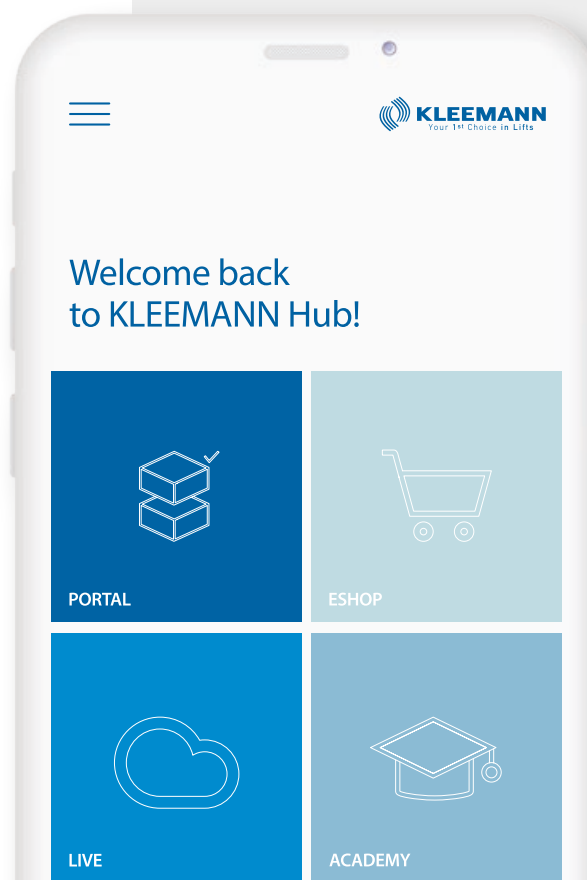 KLEEMANN
Your 1st Choice in Lifts
Welcome back
to KLEEMANN Hub!
PORTAL
ESHOP
LIVE
ACADEMY